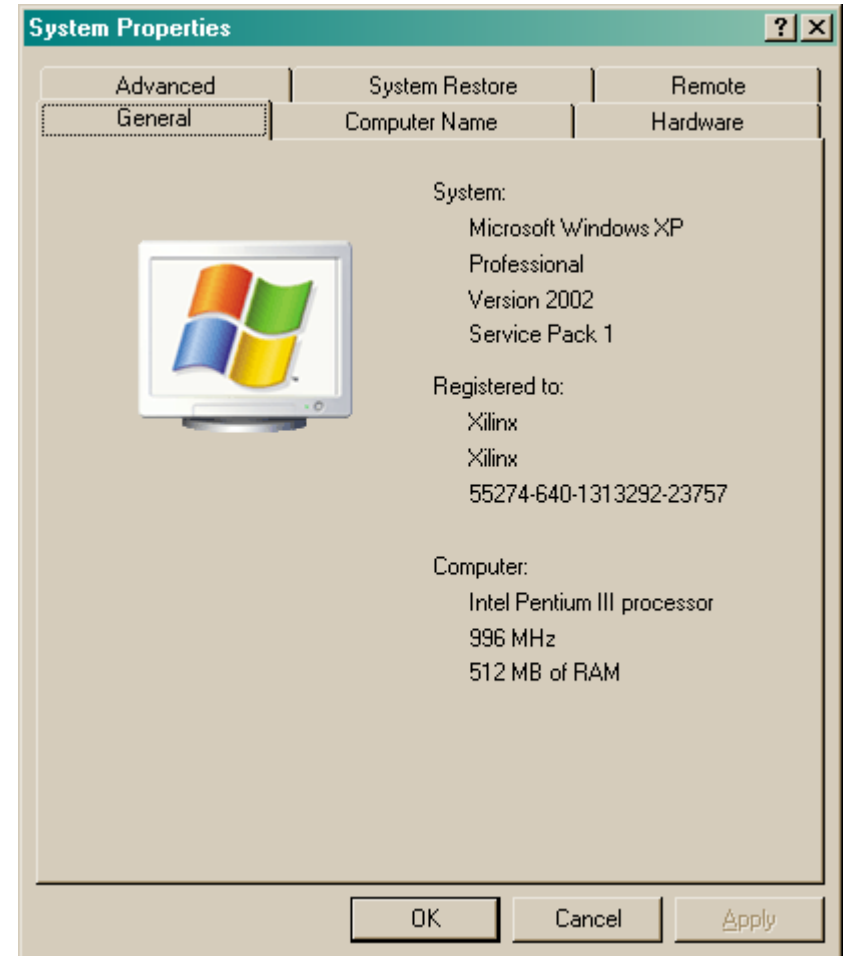 System Properties
Advanced System Restore Remote
General Computer Name Hardware
System:
Microsoft Windows XP
Professional
Version 2002
Service Pack 1
Registered to:
Xilinx
Xilinx
55274-640-1313292-23757
Computer:
Intel Pentium III processor
996 MHz
512 MB of RAM
OK Cancel Apply